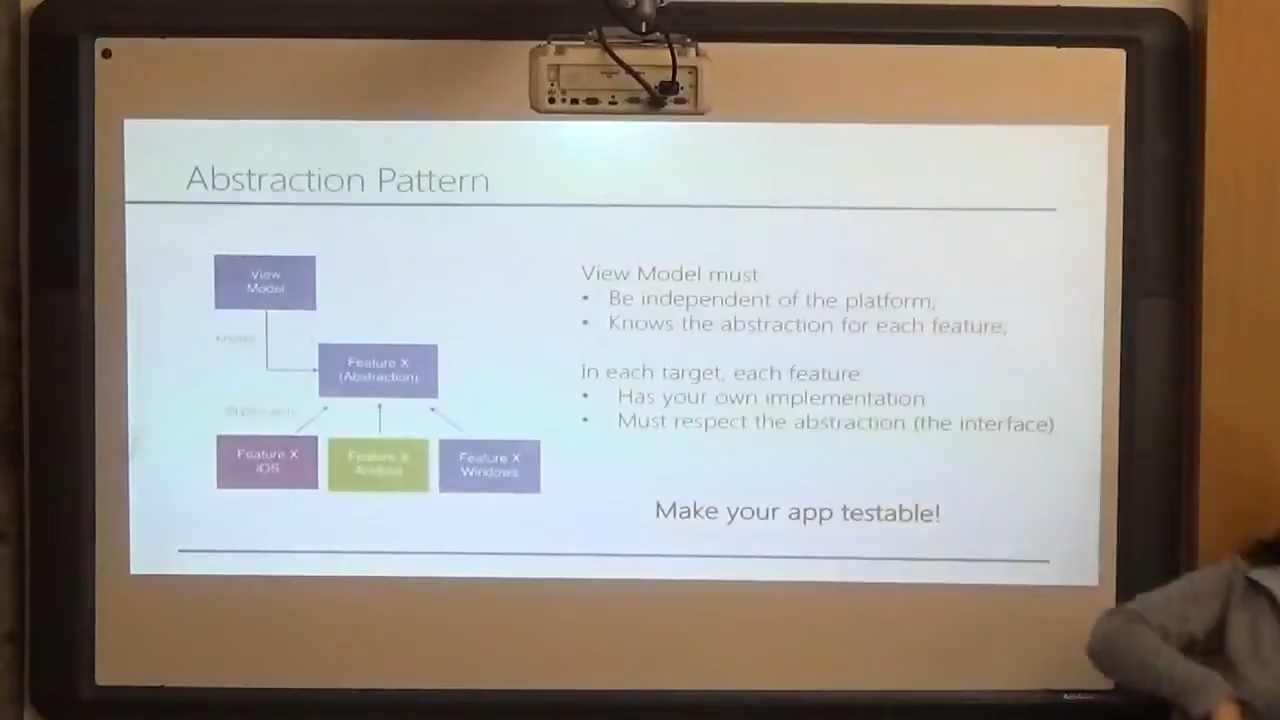 Abstraction Pattern
View
Model
Feature X
(Abstraction)
Feature X
iOS
Feature X
Android
Feature X
Windows
View Model must
• Be independent of the platform,
• Knows the abstraction for each feature,
In each target, each feature
• Has your own implementation
• Must respect the abstraction (the interface)
Make your app testable!